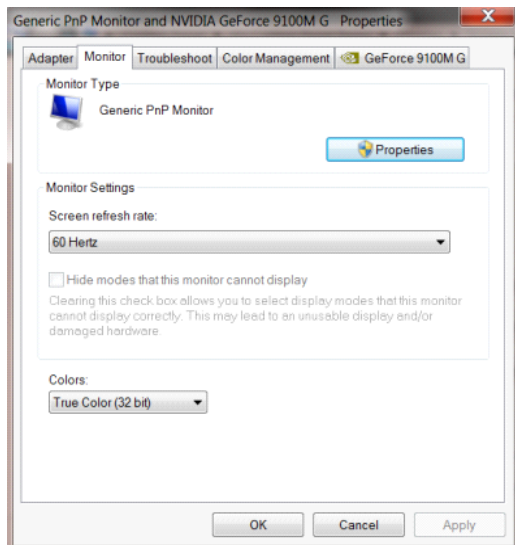 Generic PnP Monitor and NVIDIA GeForce 9100M G Properties
X
Adapter Monitor Troubleshoot Color Management GeForce 9100M G
Monitor Type
Generic PnP Monitor
Properties
Monitor Settings
Screen refresh rate:
60 Hertz
Hide modes that this monitor cannot display
Clearing this check box allows you to select display modes that this monitor
cannot display correctly. This may lead to an unusable display and/or
damaged hardware.
Colors:
True Color (32 bit)
OK Cancel Apply